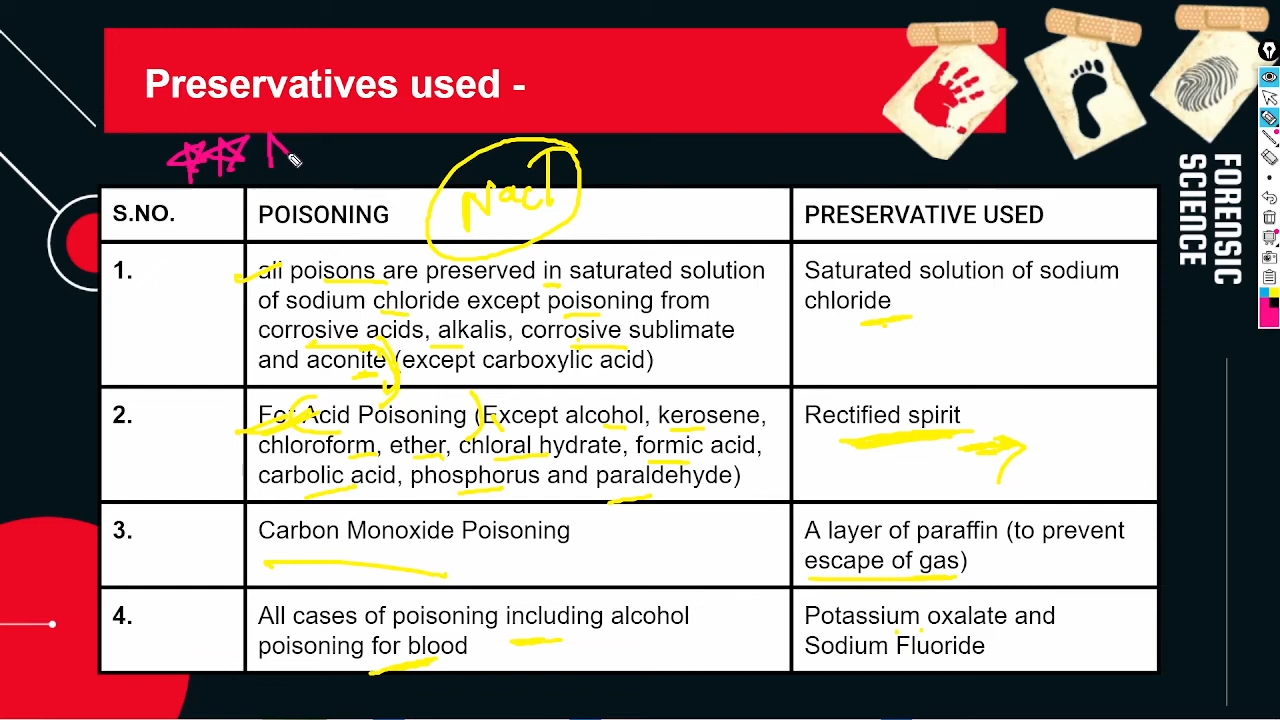 Preservatives used -
FORENSIC
SCIENCE
NaCl
S.NO. POISONING PRESERVATIVE USED
1. all poisons are preserved in saturated solution Saturated solution of sodium
of sodium chloride except poisoning from chloride
corrosive acids, alkalis, corrosive sublimate
and aconite (except carboxylic acid)
2. For Acid Poisoning (Except alcohol, kerosene, Rectified spirit
chloroform, ether, chloral hydrate, formic acid,
carbolic acid, phosphorus and paraldehyde)
3. Carbon Monoxide Poisoning A layer of paraffin (to prevent
escape of gas)
4. All cases of poisoning including alcohol Potassium oxalate and
poisoning for blood Sodium Fluoride